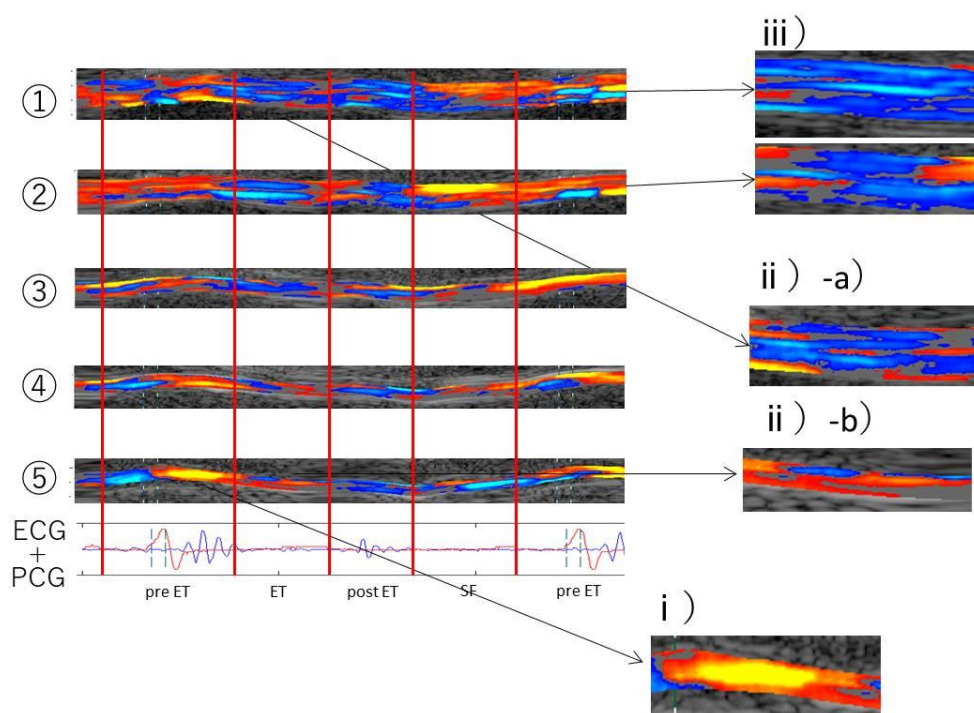 iii）
①
②
ii） -a）
③
④
ii） -b）
⑤
ECG
+
PCG
pre ET ET post ET SF pre ET
i）